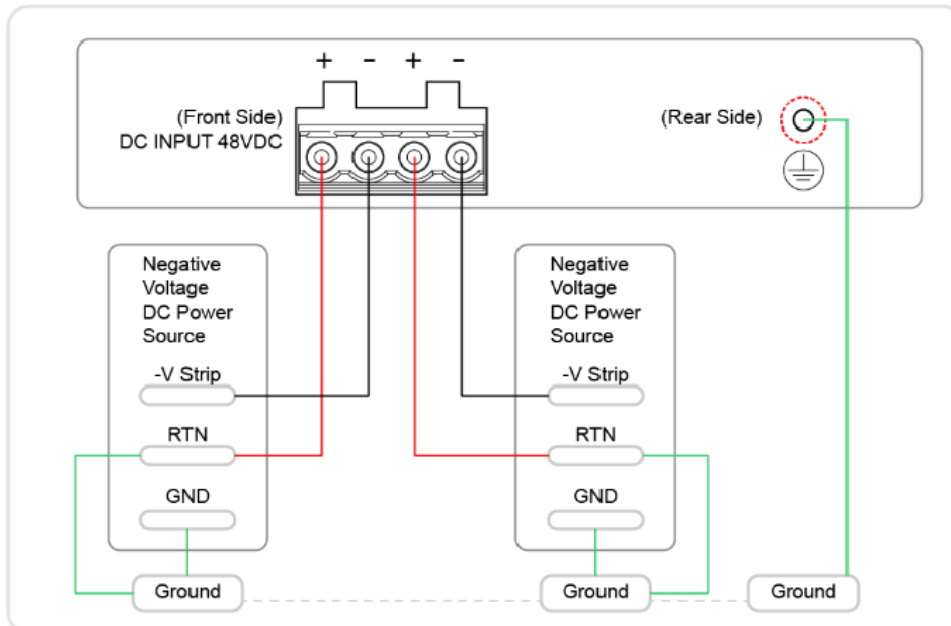 + - + -
(Front Side)
DC INPUT 48VDC
(Rear Side)
Negative
Voltage
DC Power
Source
-V Strip
RTN
GND
Ground
Negative
Voltage
DC Power
Source
-V Strip
RTN
GND
Ground
Ground